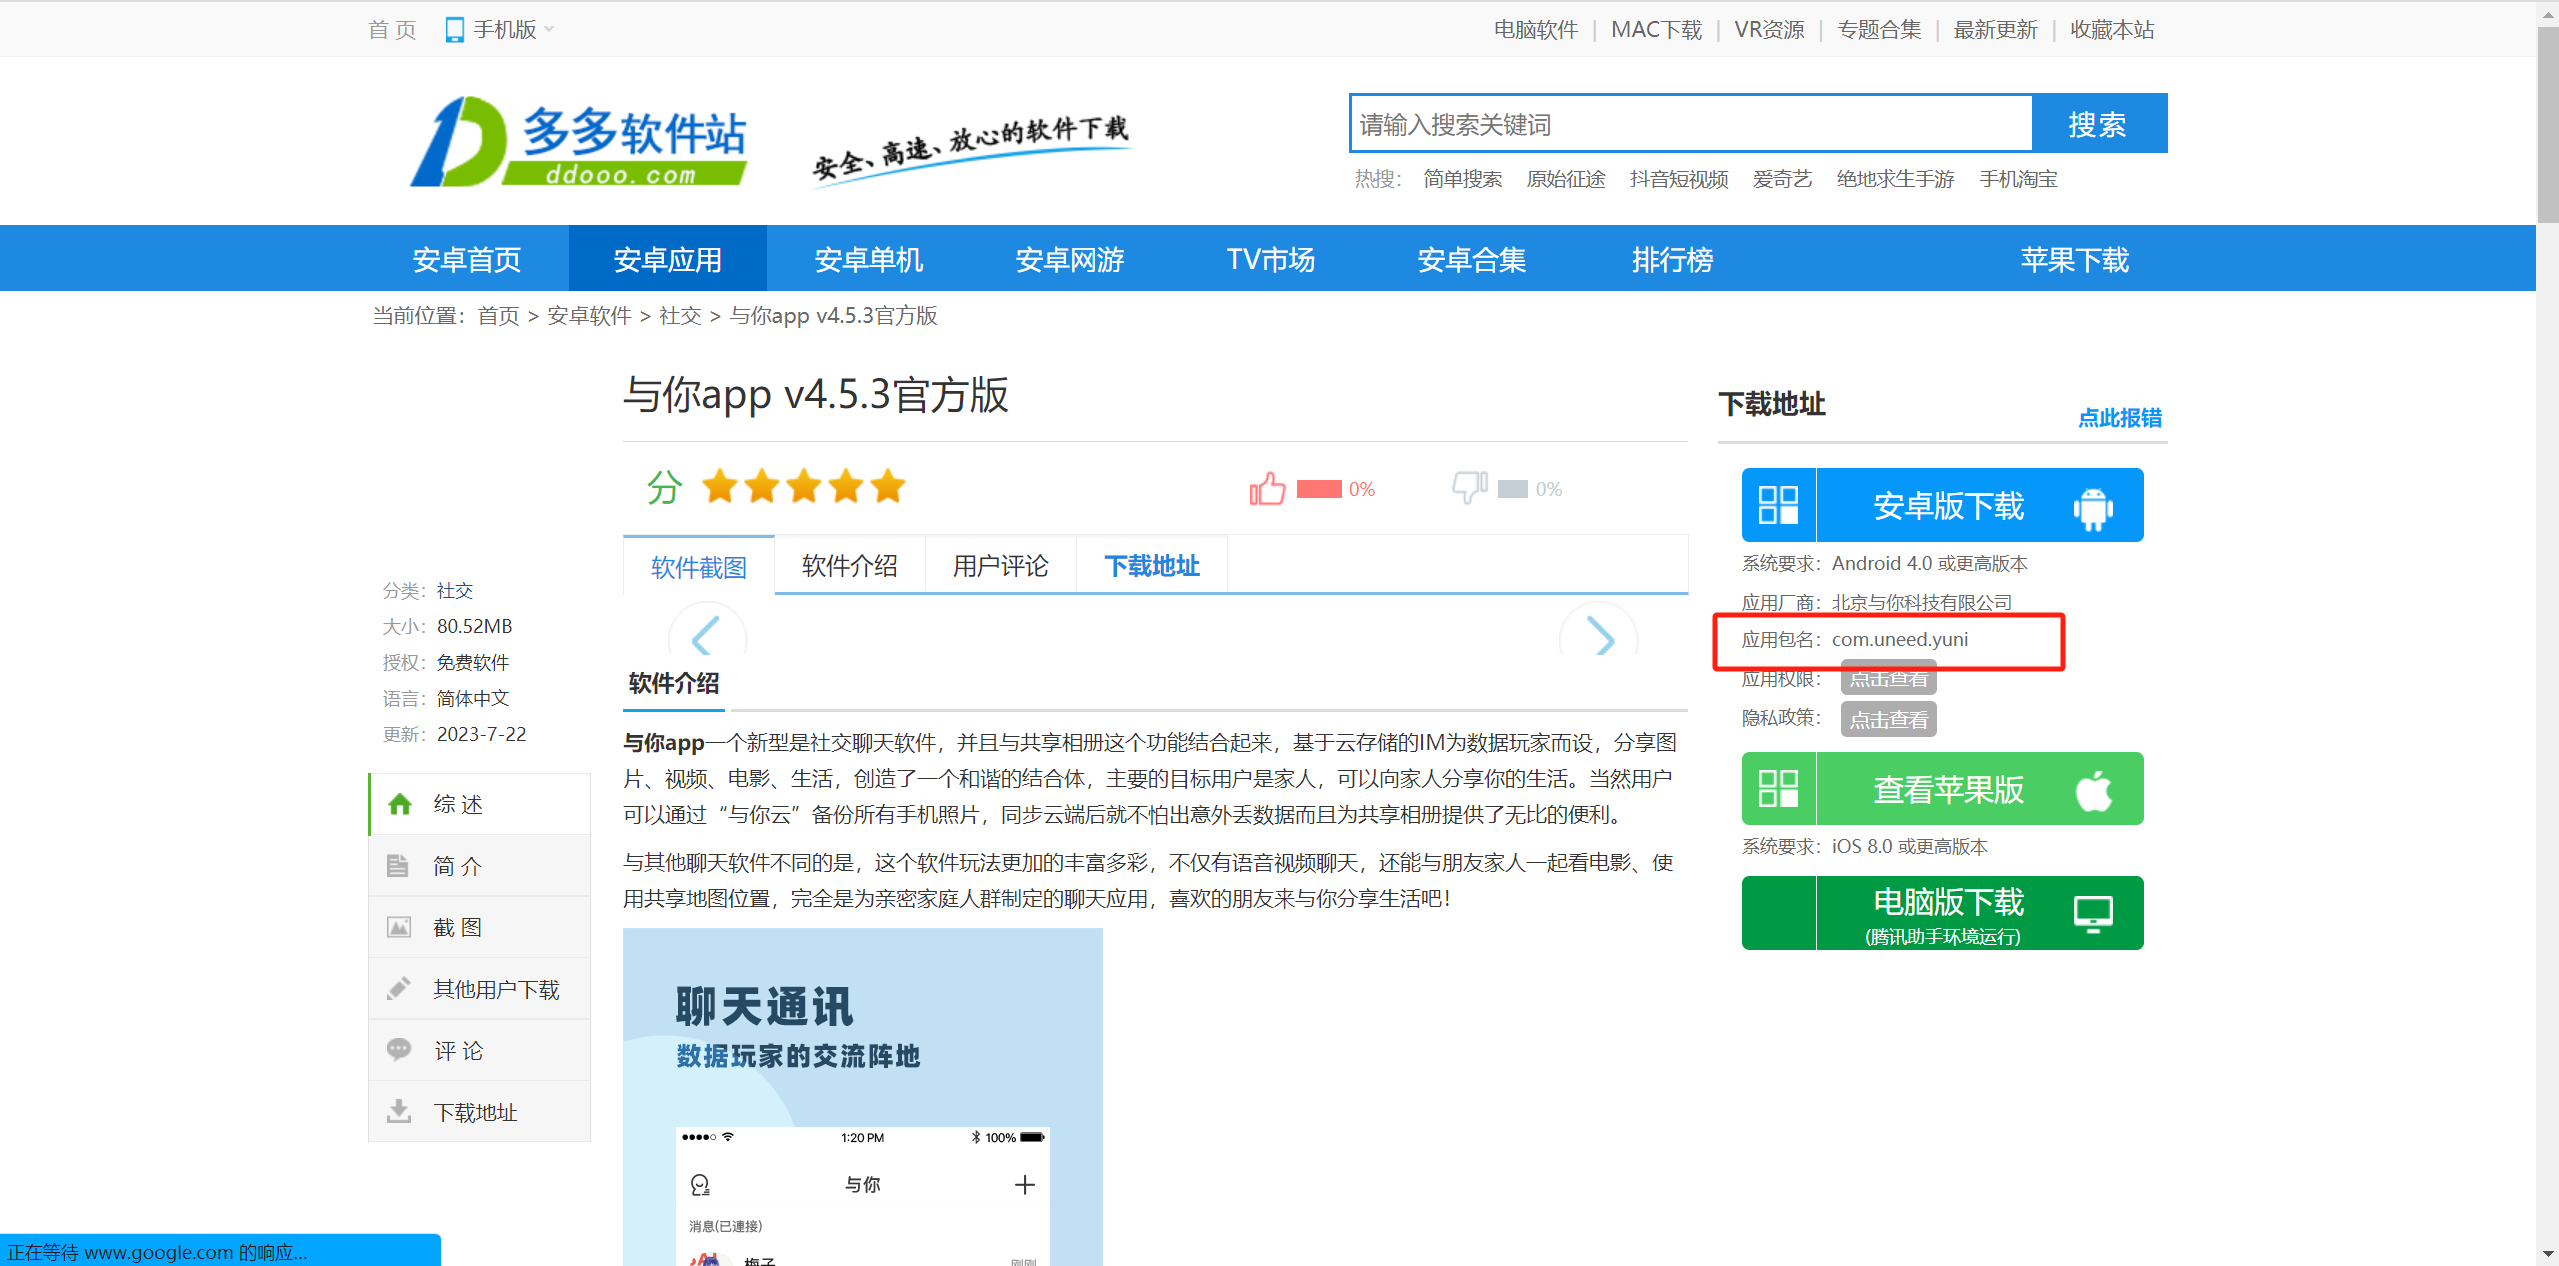 首 页
手机版
电脑软件 | MAC下载 | VR资源 | 专题合集 | 最新更新 | 收藏本站
多多软件站
ddooo.com
安全、高速、放心的软件下载
请输入搜索关键词
搜索
热搜： 简单搜索 原始征途 抖音短视频 爱奇艺 绝地求生手游 手机淘宝
安卓首页 安卓应用 安卓单机 安卓网游 TV市场 安卓合集 排行榜 苹果下载
当前位置：首页 > 安卓软件 > 社交 > 与你app v4.5.3官方版
与你app v4.5.3官方版
分
0%
0%
软件截图 软件介绍 用户评论 下载地址
分类：社交
大小：80.52MB
授权：免费软件
语言：简体中文
更新：2023-7-22
综 述
简 介
截 图
其他用户下载
评 论
下载地址
软件介绍
与你app一个新型是社交聊天软件，并且与共享相册这个功能结合起来，基于云存储的IM为数据玩家而设，分享图
片、视频、电影、生活，创造了一个和谐的结合体，主要的目标用户是家人，可以向家人分享你的生活。当然用户
可以通过“与你云”备份所有手机照片，同步云端后就不怕出意外丢数据而且为共享相册提供了无比的便利。
与其他聊天软件不同的是，这个软件玩法更加的丰富多彩，不仅有语音视频聊天，还能与朋友家人一起看电影、使
用共享地图位置，完全是为亲密家庭人群制定的聊天应用，喜欢的朋友来与你分享生活吧！
聊天通讯
数据玩家的交流阵地
1:20 PM
100%
与你
消息(已連接)
梅子
刚刚
下载地址
点此报错
安卓版下载
系统要求：Android 4.0 或更高版本
应用厂商：北京与你科技有限公司
应用包名：com.uneed.yuni
应用权限： 点击查看
隐私政策： 点击查看
查看苹果版
系统要求：iOS 8.0 或更高版本
电脑版下载
(腾讯助手环境运行)
正在等待 www.google.com 的响应...